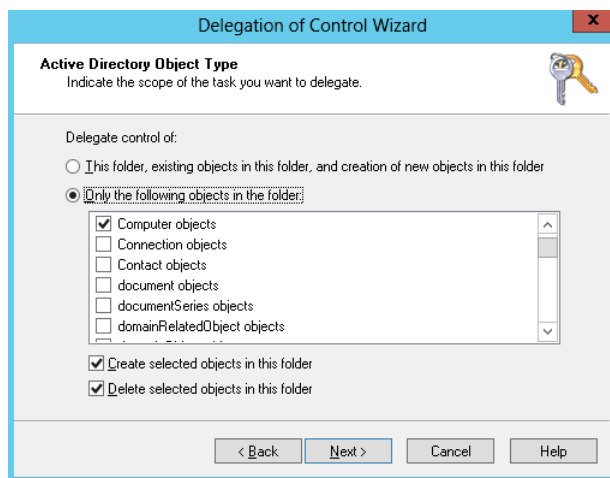 Delegation of Control Wizard
x
Active Directory Object Type
Indicate the scope of the task you want to delegate.
Delegate control of:
This folder, existing objects in this folder, and creation of new objects in this folder
Only the following objects in the folder:
Computer objects
Connection objects
Contact objects
document objects
documentSeries objects
domainRelatedObject objects
Create selected objects in this folder
Delete selected objects in this folder
< Back Next > Cancel Help